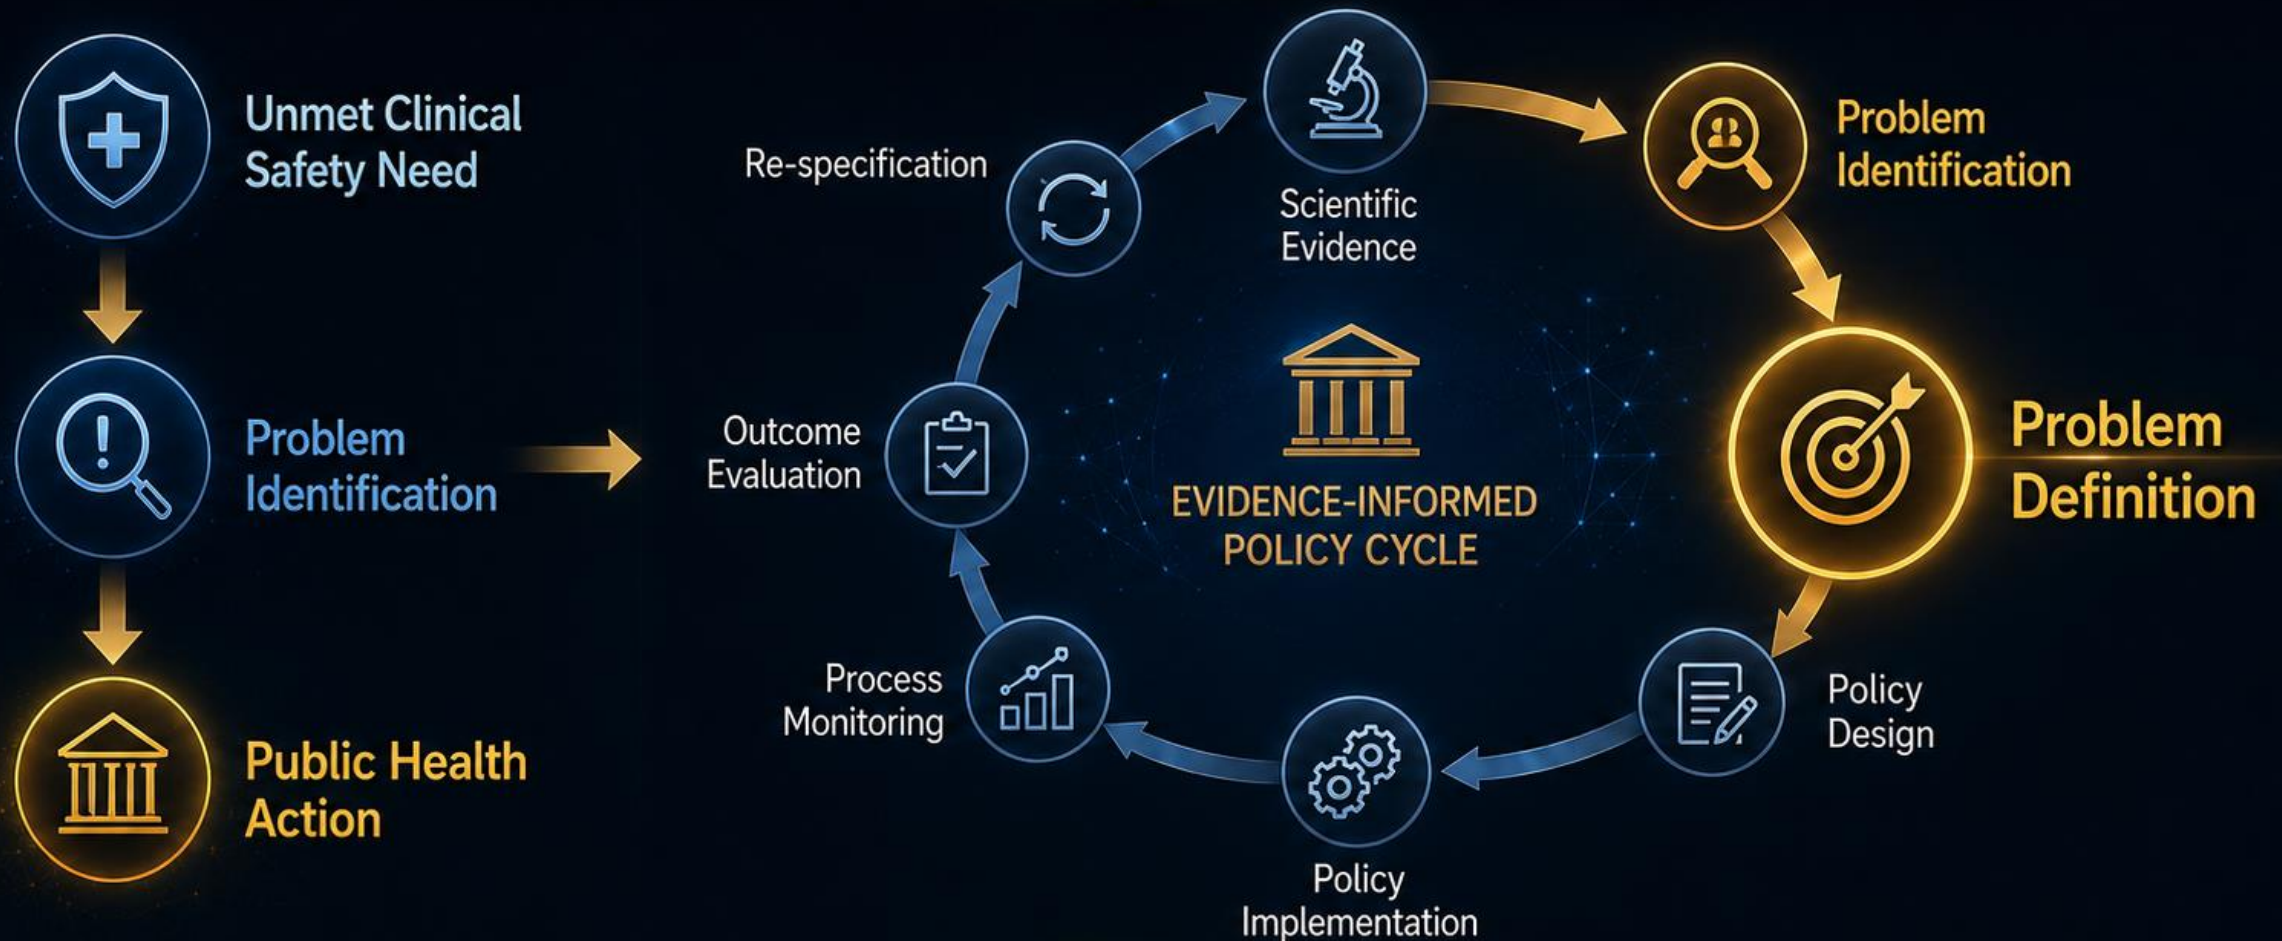 Unmet Clinical
Safety Need
Problem
Identification
Public Health
Action
Scientific
Evidence
Problem
Identification
Problem
Definition
Policy
Design
Policy
Implementation
Process
Monitoring
Outcome
Evaluation
Re-specification
EVIDENCE-INFORMED
POLICY CYCLE